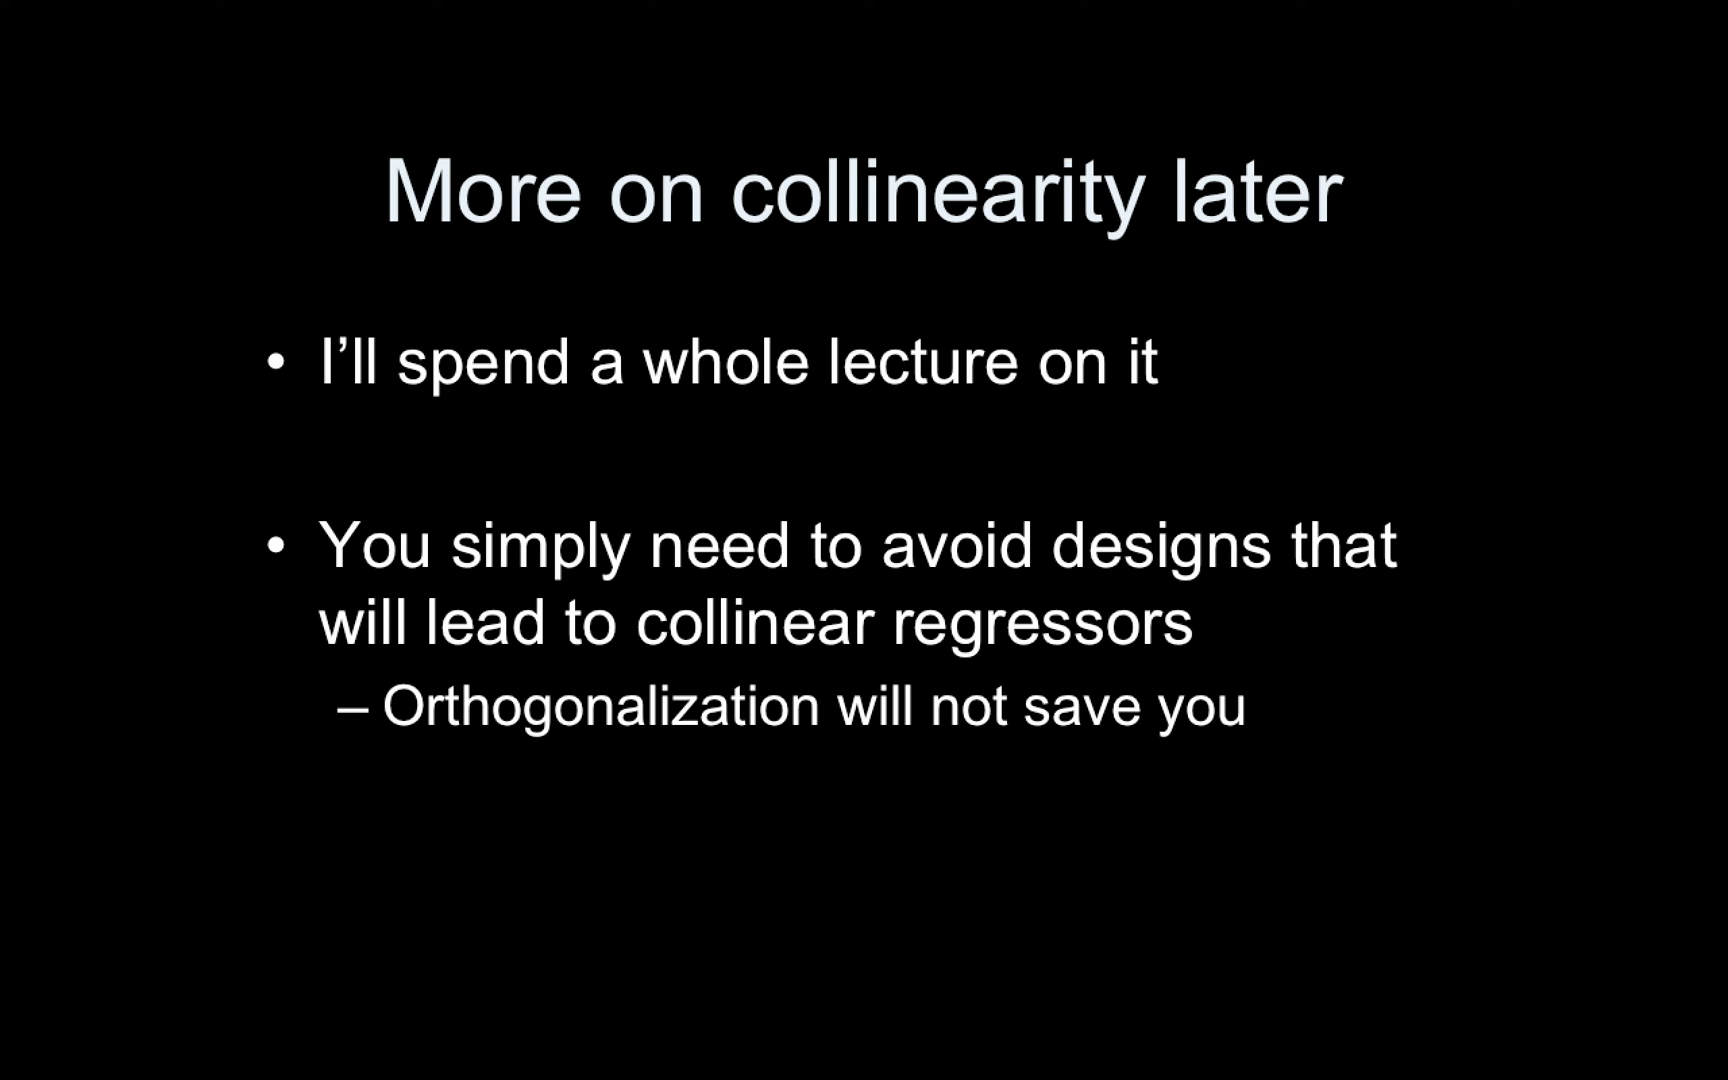 More on collinearity later
• I’ll spend a whole lecture on it
• You simply need to avoid designs that
will lead to collinear regressors
– Orthogonalization will not save you